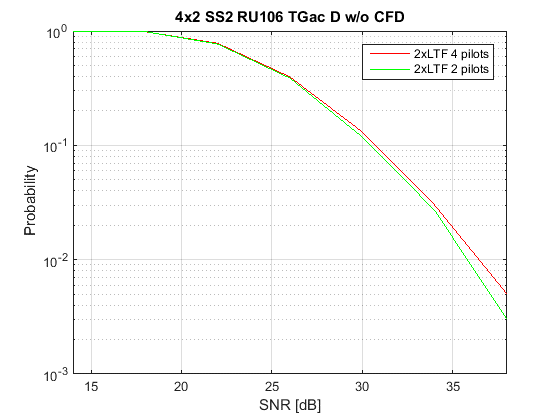 4x2 SS2 RU106 TGac D w/o CFD
2xLTF 4 pilots
2xLTF 2 pilots
10^0
10^-1
10^-2
10^-3
Probability
15 20 25 30 35
SNR [dB]